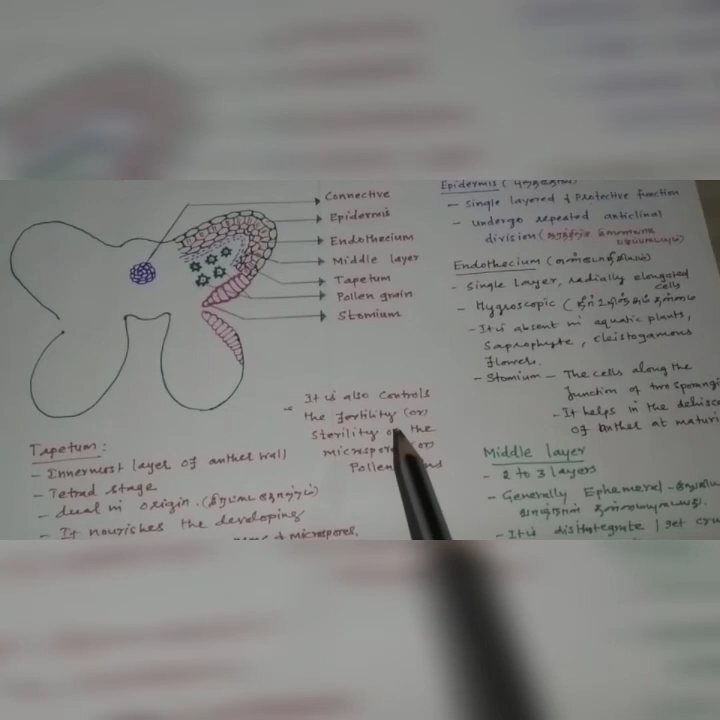 Connective
Epidermis
Endothecium
Middle layer
Tapetum
Pollen grain
Stomium
Epidermis (
- Single layered & Protective function
- undergo repeated anticlinal
division (
Endothecium (
- Single layer, radially elongated
cells
- Hygroscopic (
- It is absent in aquatic plants,
Saprophyte, cleistogamous
flowers.
- Stomium - The cells along the
junction of two sporangi
- It helps in the dehisc
of anther at maturi
Middle layer
- 2 to 3 layers
- Generally Ephemeral -
- It is disintegrate / get cru
- It is also controls
the fertility (or)
Sterility of the
microspore (or)
Pollen
Tapetum:
- Innermost layer of anther wall
- Tetrad stage
- dual in origin.
- It nourishes the developing
microspores.